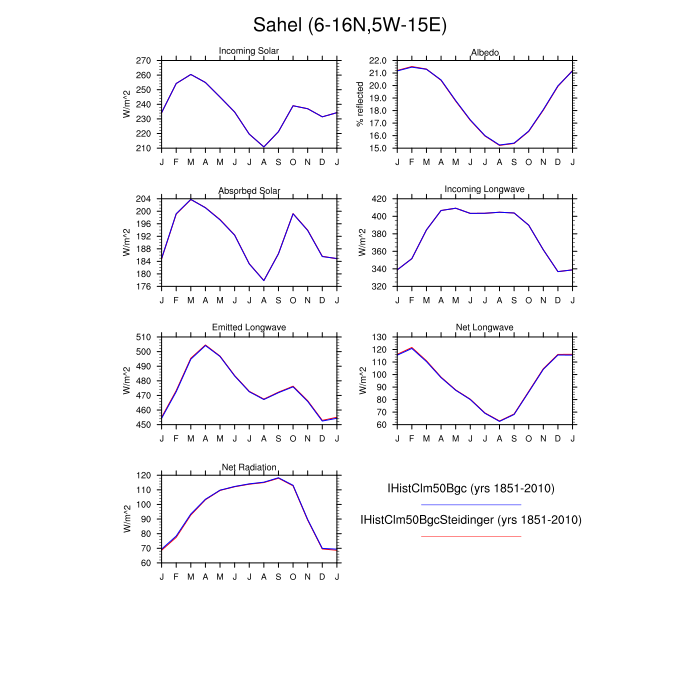 Sahel (6-16N,5W-15E)
Incoming Solar
270
260
250
240
230
220
210
W/m^2
J F M A M J J A S O N D J
Albedo
22.0
21.0
20.0
19.0
18.0
17.0
16.0
15.0
% reflected
J F M A M J J A S O N D J
Absorbed Solar
204
200
196
192
188
184
180
176
W/m^2
J F M A M J J A S O N D J
Incoming Longwave
420
400
380
360
340
320
W/m^2
J F M A M J J A S O N D J
Emitted Longwave
510
500
490
480
470
460
450
W/m^2
J F M A M J J A S O N D J
Net Longwave
130
120
110
100
90
80
70
60
W/m^2
J F M A M J J A S O N D J
Net Radiation
120
110
100
90
80
70
60
W/m^2
J F M A M J J A S O N D J
IHistClm50Bgc (yrs 1851-2010)
IHistClm50BgcSteidinger (yrs 1851-2010)